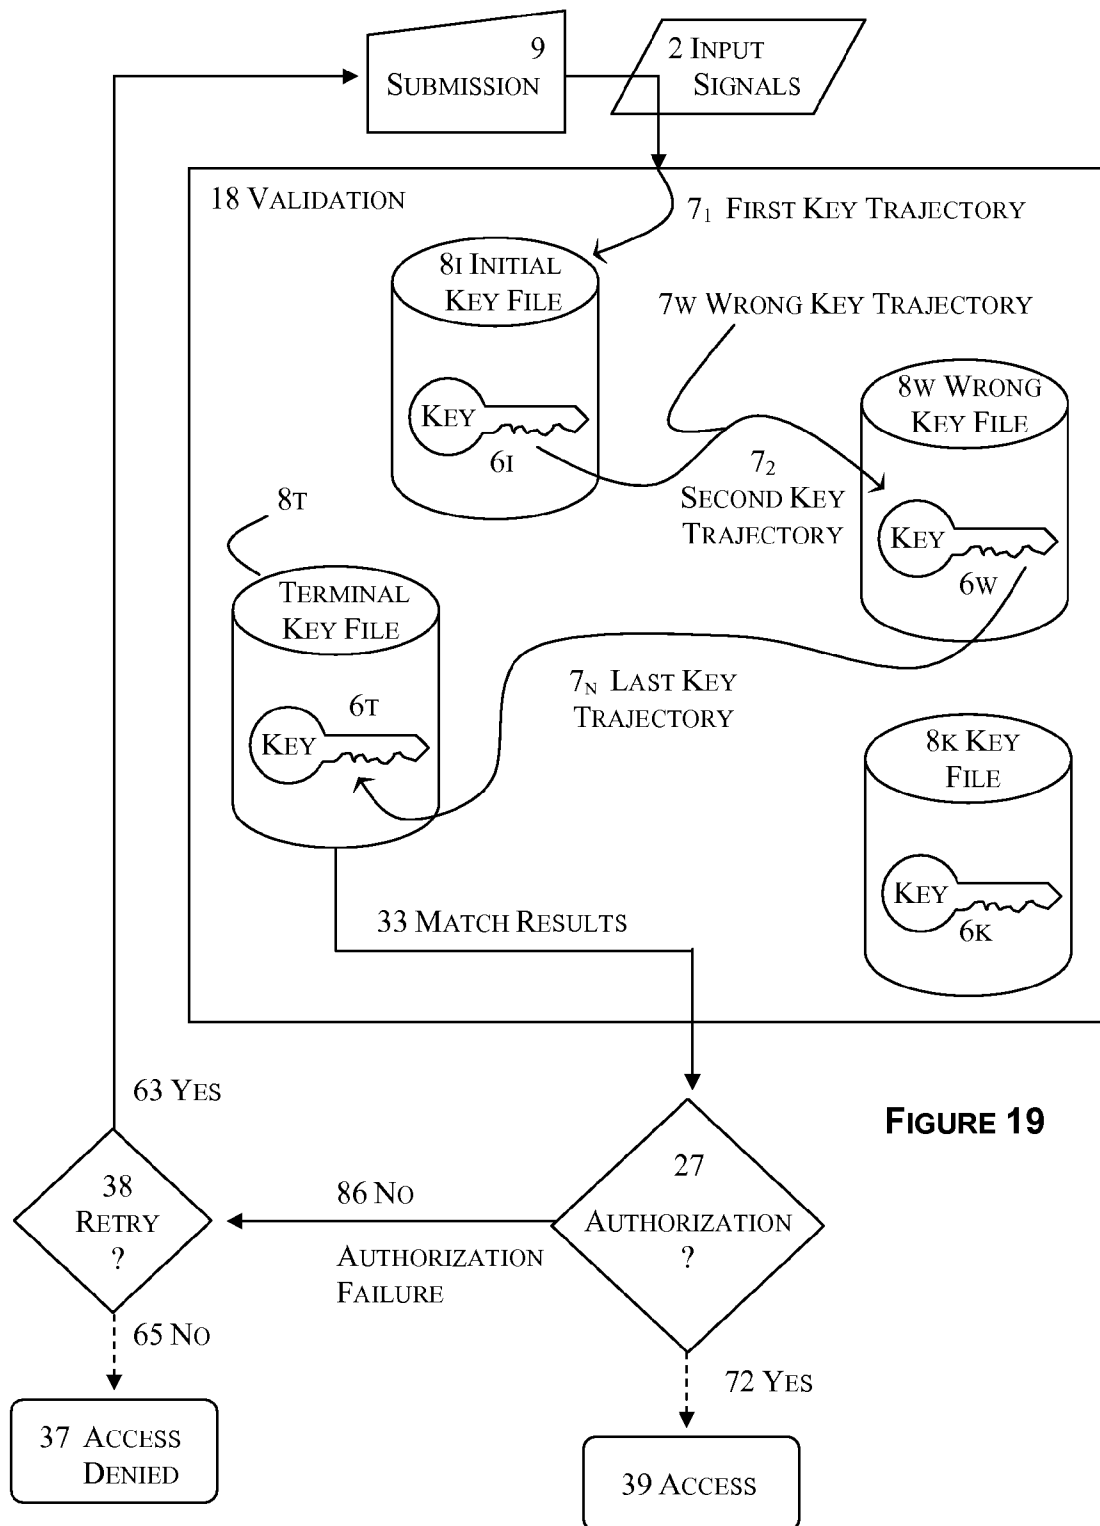 9
SUBMISSION
2 INPUT
SIGNALS
18 VALIDATION
7₁ FIRST KEY TRAJECTORY
8I INITIAL
KEY FILE
7W WRONG KEY TRAJECTORY
8W WRONG
KEY FILE
KEY
6I
7₂
SECOND KEY
TRAJECTORY
8T
KEY
6W
TERMINAL
KEY FILE
7ₙ LAST KEY
TRAJECTORY
6T
KEY
8K KEY
FILE
KEY
6K
33 MATCH RESULTS
63 YES
FIGURE 19
38
RETRY
?
86 NO
AUTHORIZATION
FAILURE
27
AUTHORIZATION
?
65 NO
72 YES
37 ACCESS
DENIED
39 ACCESS